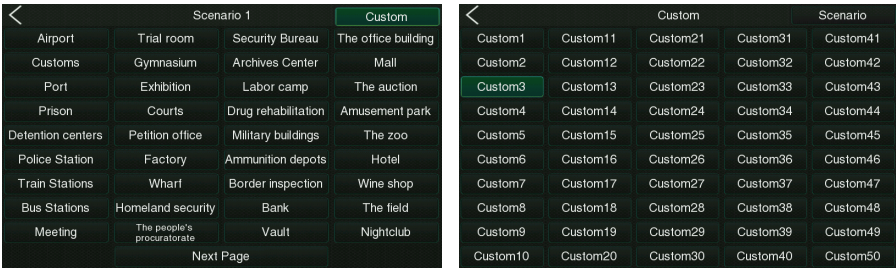 Scenario 1 Custom
Airport Trial room Security Bureau The office building
Customs Gymnasium Archives Center Mall
Port Exhibition Labor camp The auction
Prison Courts Drug rehabilitation Amusement park
Detention centers Petition office Military buildings The zoo
Police Station Factory Ammunition depots Hotel
Train Stations Wharf Border inspection Wine shop
Bus Stations Homeland security Bank The field
Meeting The people's procuratorate Vault Nightclub
Next Page
Custom Scenario
Custom1 Custom11 Custom21 Custom31 Custom41
Custom2 Custom12 Custom22 Custom32 Custom42
Custom3 Custom13 Custom23 Custom33 Custom43
Custom4 Custom14 Custom24 Custom34 Custom44
Custom5 Custom15 Custom25 Custom35 Custom45
Custom6 Custom16 Custom26 Custom36 Custom46
Custom7 Custom17 Custom27 Custom37 Custom47
Custom8 Custom18 Custom28 Custom38 Custom48
Custom9 Custom19 Custom29 Custom39 Custom49
Custom10 Custom20 Custom30 Custom40 Custom50